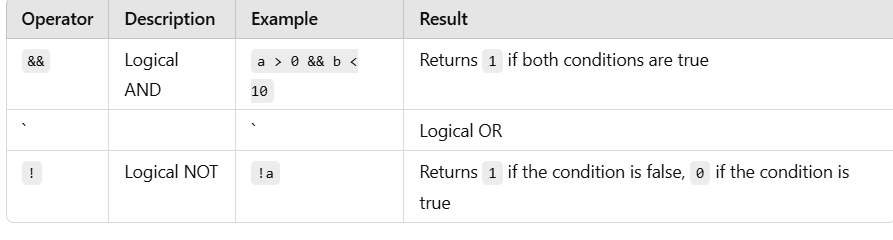 Operator Description Example Result
&& Logical AND a > 0 && b < 10 Returns 1 if both conditions are true
` ` Logical OR
! Logical NOT !a Returns 1 if the condition is false, 0 if the condition is true